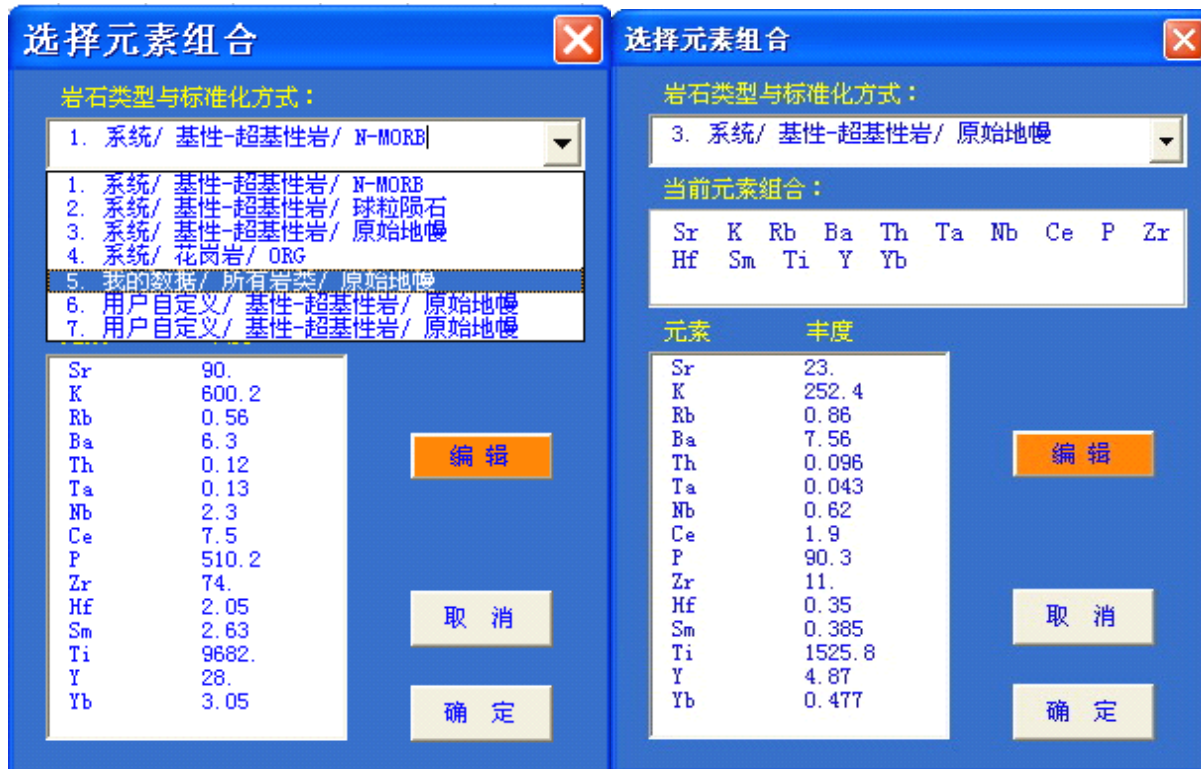 选择元素组合
岩石类型与标准化方式：
1. 系统/ 基性-超基性岩/ N-MORB
1. 系统/ 基性-超基性岩/ N-MORB
2. 系统/ 基性-超基性岩/ 球粒陨石
3. 系统/ 基性-超基性岩/ 原始地幔
4. 系统/ 花岗岩/ ORG
5. 我的数据/ 所有岩类/ 原始地幔
6. 用户自定义/ 基性-超基性岩/ 原始地幔
7. 用户自定义/ 基性-超基性岩/ 原始地幔
Sr 90.
K 600.2
Rb 0.56
Ba 6.3
Th 0.12
Ta 0.13
Nb 2.3
Ce 7.5
P 510.2
Zr 74.
Hf 2.05
Sm 2.63
Ti 9682.
Y 28.
Yb 3.05
编 辑
取 消
确 定
选择元素组合
岩石类型与标准化方式：
3. 系统/ 基性-超基性岩/ 原始地幔
当前元素组合：
Sr K Rb Ba Th Ta Nb Ce P Zr
Hf Sm Ti Y Yb
元素 丰度
Sr 23.
K 252.4
Rb 0.86
Ba 7.56
Th 0.096
Ta 0.043
Nb 0.62
Ce 1.9
P 90.3
Zr 11.
Hf 0.35
Sm 0.385
Ti 1525.8
Y 4.87
Yb 0.477
编 辑
取 消
确 定